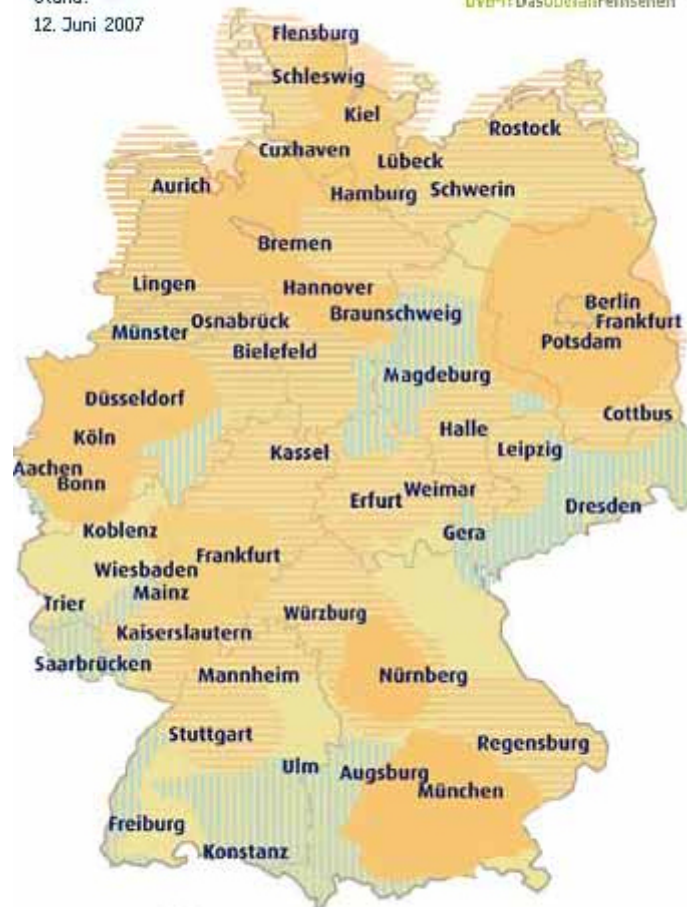 12. Juni 2007
DVB-T: DasÜberallFernsehen
Flensburg
Schleswig
Kiel
Rostock
Cuxhaven
Lübeck
Aurich
Hamburg Schwerin
Bremen
Lingen
Hannover
Berlin
Osnabrück
Braunschweig
Frankfurt
Münster
Potsdam
Bielefeld
Magdeburg
Düsseldorf
Cottbus
Halle
Köln
Kassel
Leipzig
Aachen
Bonn
Erfurt Weimar
Dresden
Koblenz
Gera
Frankfurt
Wiesbaden
Mainz
Trier
Würzburg
Kaiserslautern
Saarbrücken
Mannheim
Nürnberg
Stuttgart
Regensburg
Ulm
Augsburg
München
Freiburg
Konstanz